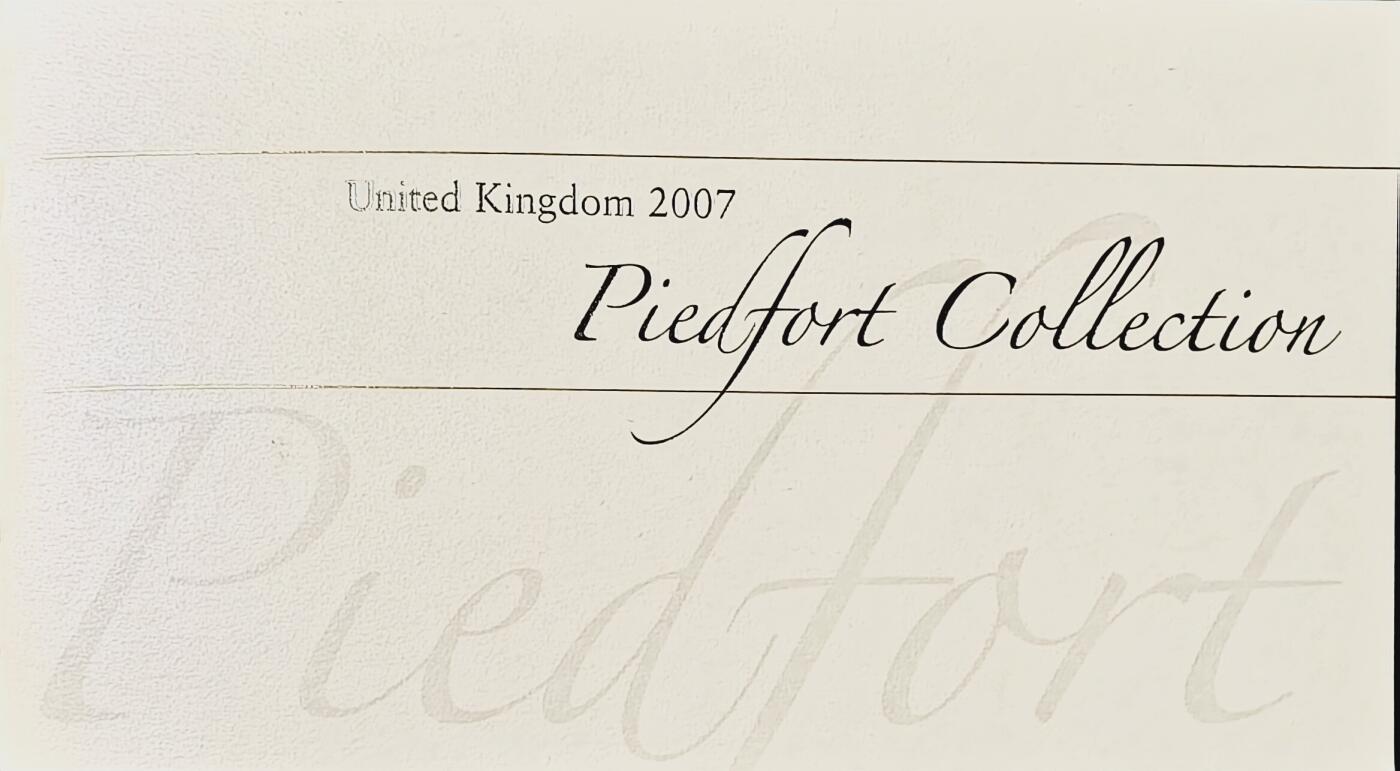 United Kingdom 2007
Piedfort Collection
Piedfort